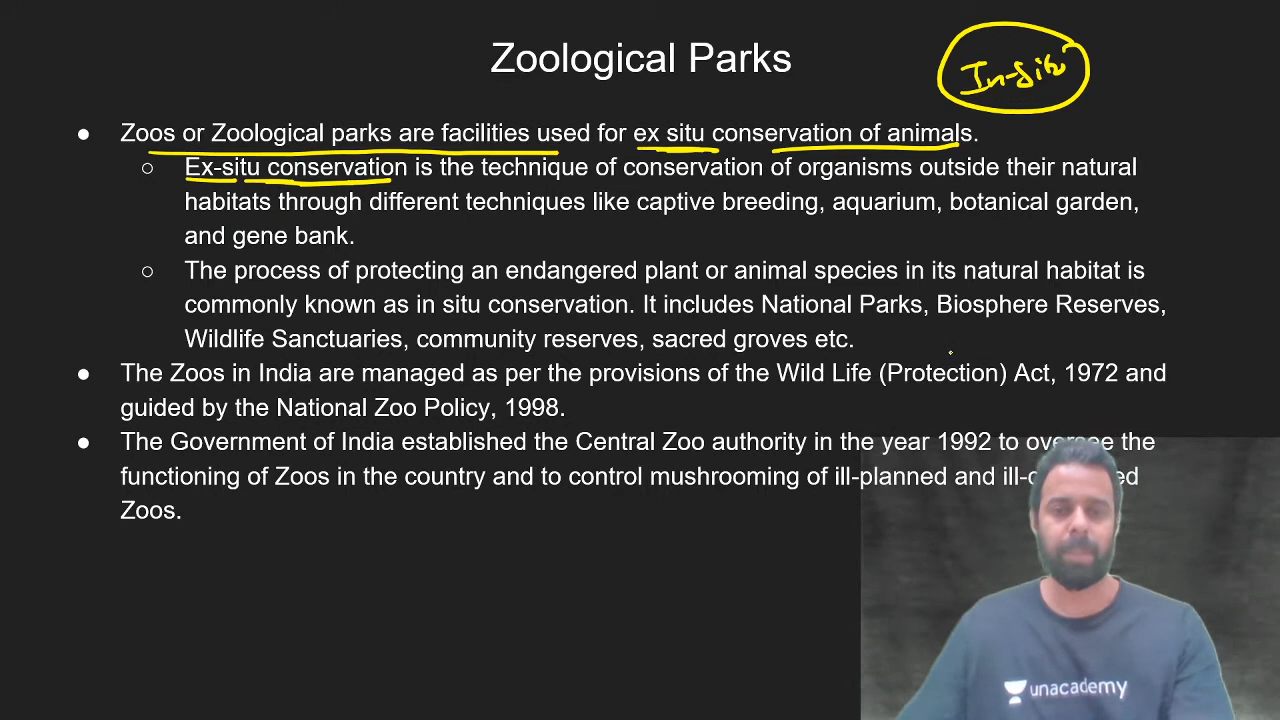 Zoological Parks
In-situ
● Zoos or Zoological parks are facilities used for ex situ conservation of animals.
○ Ex-situ conservation is the technique of conservation of organisms outside their natural
habitats through different techniques like captive breeding, aquarium, botanical garden,
and gene bank.
○ The process of protecting an endangered plant or animal species in its natural habitat is
commonly known as in situ conservation. It includes National Parks, Biosphere Reserves,
Wildlife Sanctuaries, community reserves, sacred groves etc.
● The Zoos in India are managed as per the provisions of the Wild Life (Protection) Act, 1972 and
guided by the National Zoo Policy, 1998.
● The Government of India established the Central Zoo authority in the year 1992 to oversee the
functioning of Zoos in the country and to control mushrooming of ill-planned and
Zoos.
unacademy